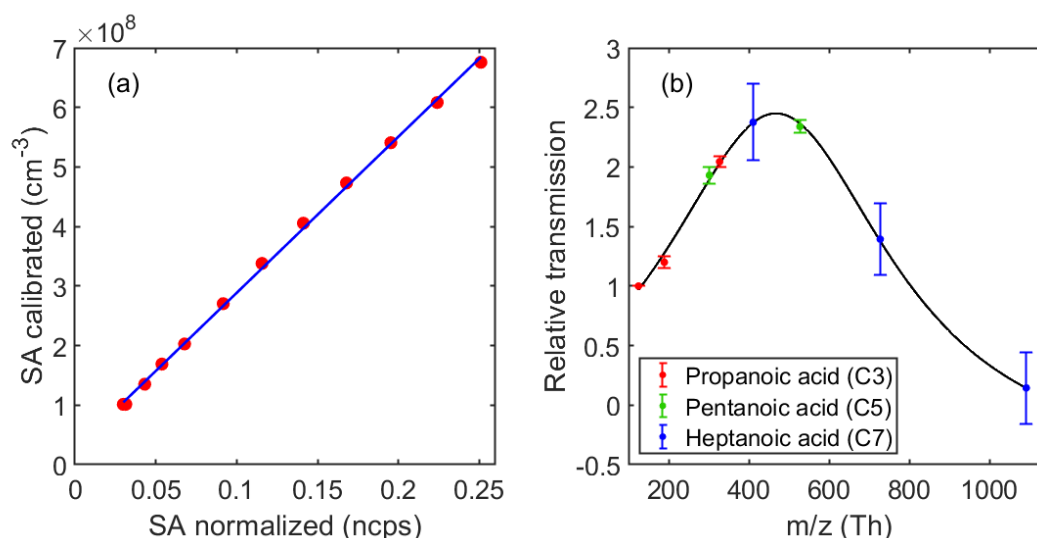 ×10⁸
(a)
7
6
5
4
3
2
1
0
SA calibrated (cm⁻³)
0 0.05 0.1 0.15 0.2 0.25
SA normalized (ncps)
(b)
3
2.5
2
1.5
1
0.5
0
-0.5
Relative transmission
Propanoic acid (C3)
Pentanoic acid (C5)
Heptanoic acid (C7)
200 400 600 800 1000
m/z (Th)